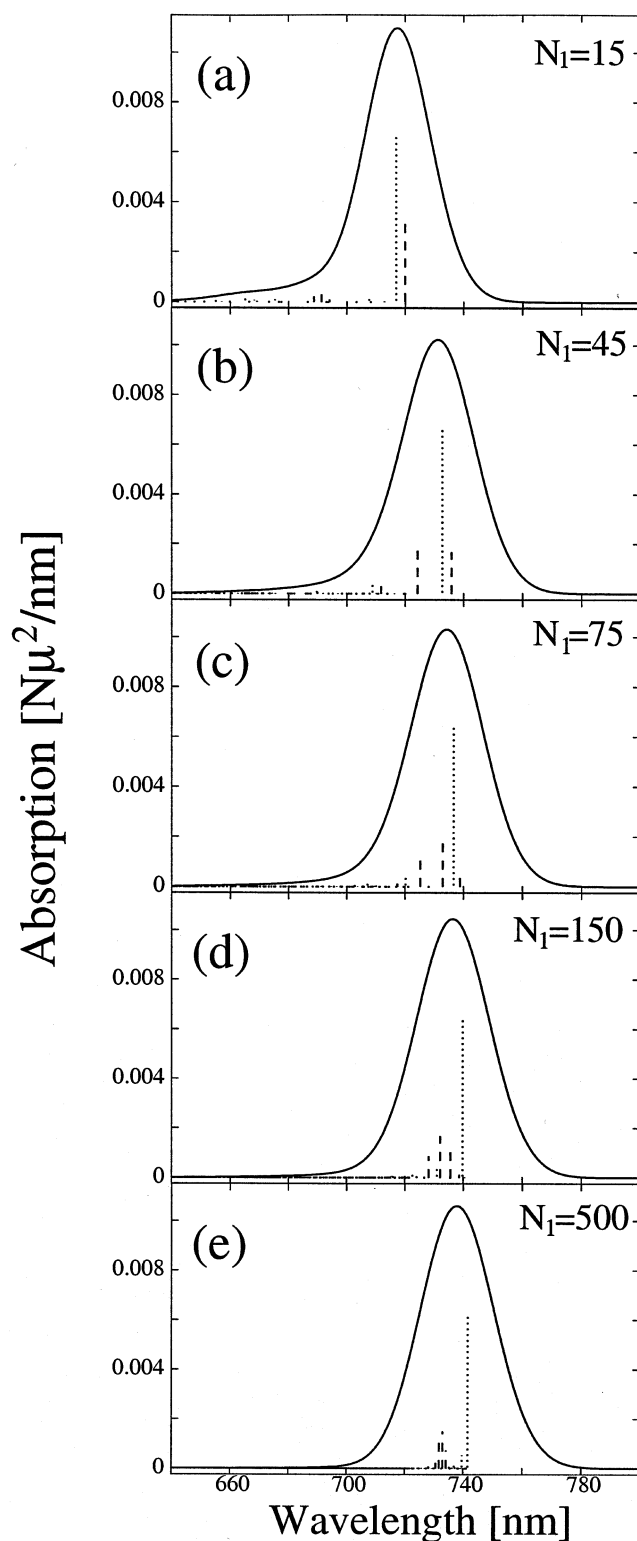 Absorption [Nμ²/nm]
(a)
N₁=15
0.008
0.004
0
(b)
N₁=45
0.008
0.004
0
(c)
N₁=75
0.008
0.004
0
(d)
N₁=150
0.008
0.004
0
(e)
N₁=500
0.008
0.004
0
660 700 740 780
Wavelength [nm]